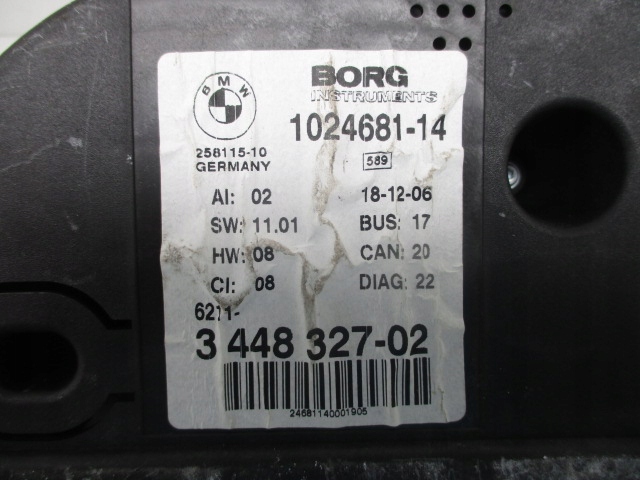 BMW
BORG
INSTRUMENTS
1024681-14
258115-10
GERMANY
589
AI: 02 18-12-06
SW: 11.01 BUS: 17
HW: 08 CAN: 20
CI: 08 DIAG: 22
6211-
3 448 327-02
24681140001905